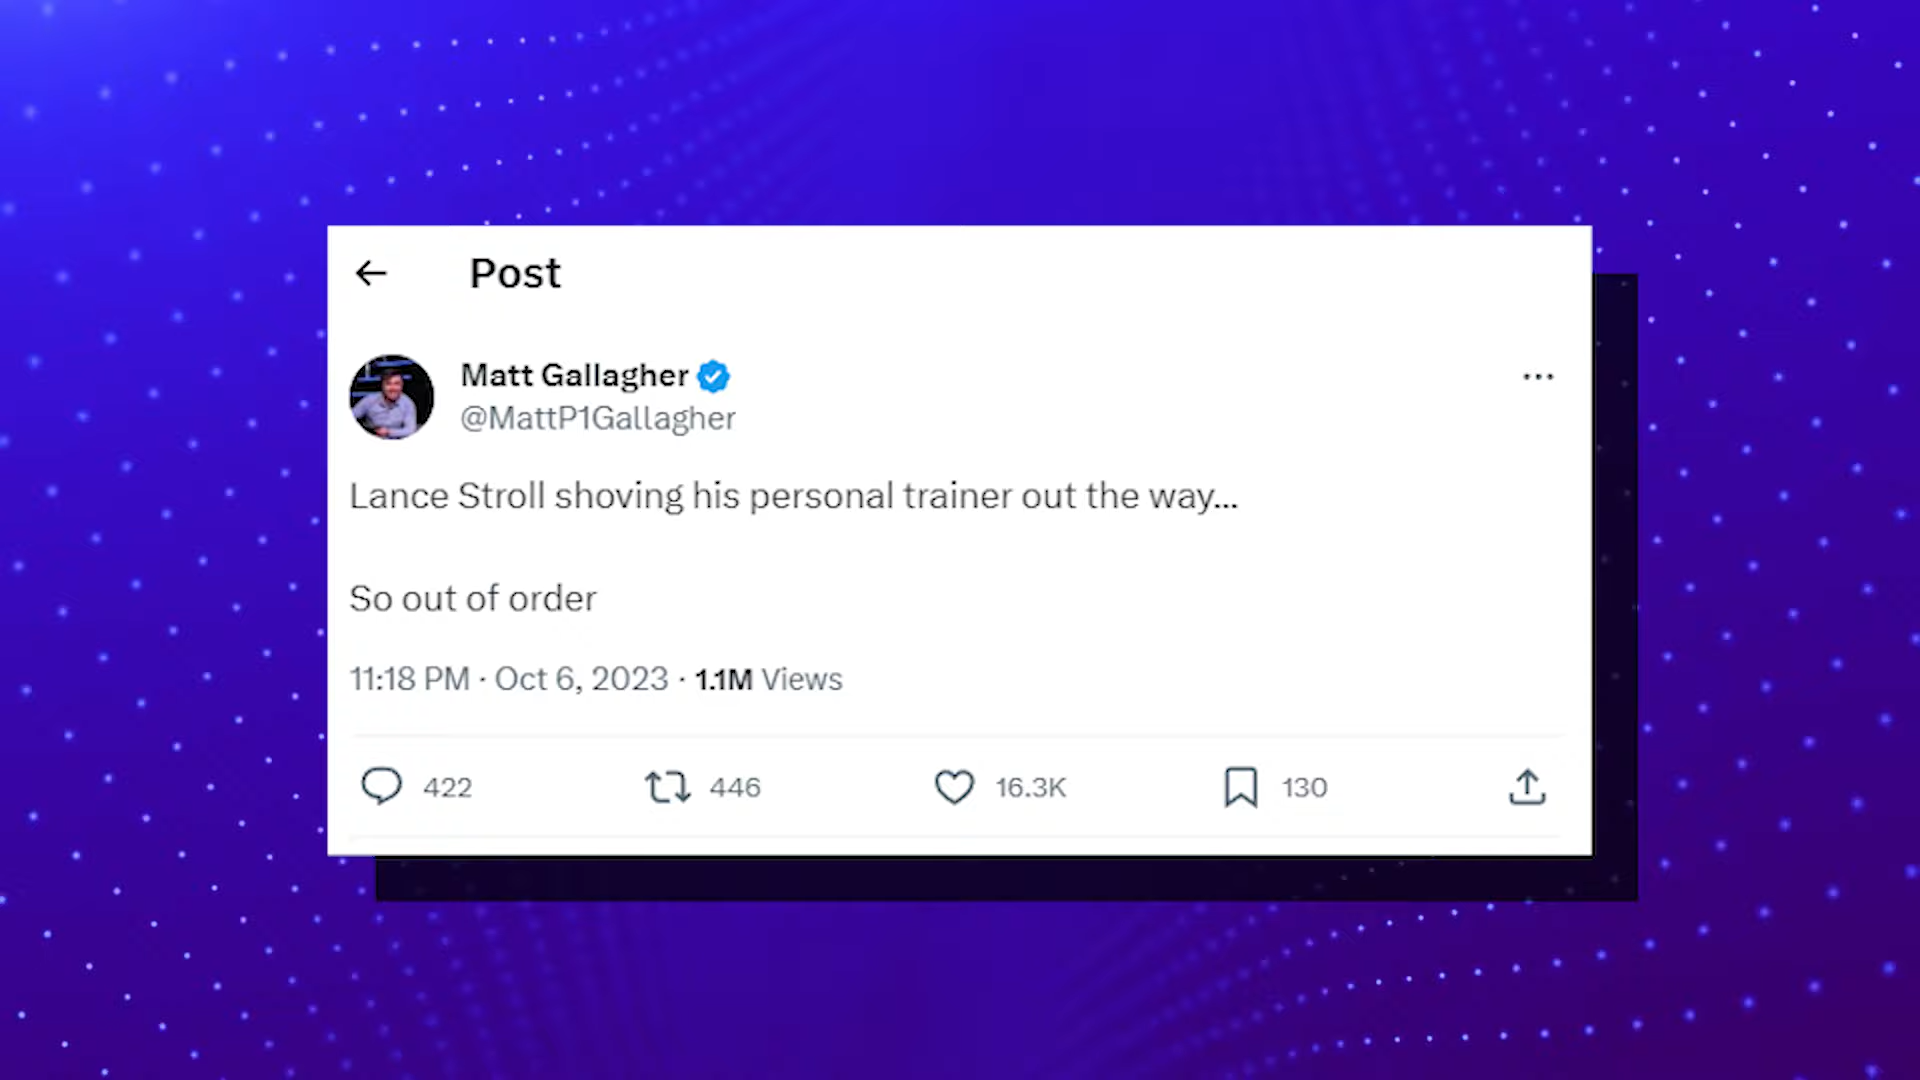 Post
Matt Gallagher
@MattP1Gallagher
Lance Stroll shoving his personal trainer out the way...
So out of order
11:18 PM · Oct 6, 2023 · 1.1M Views
422 446 16.3K 130